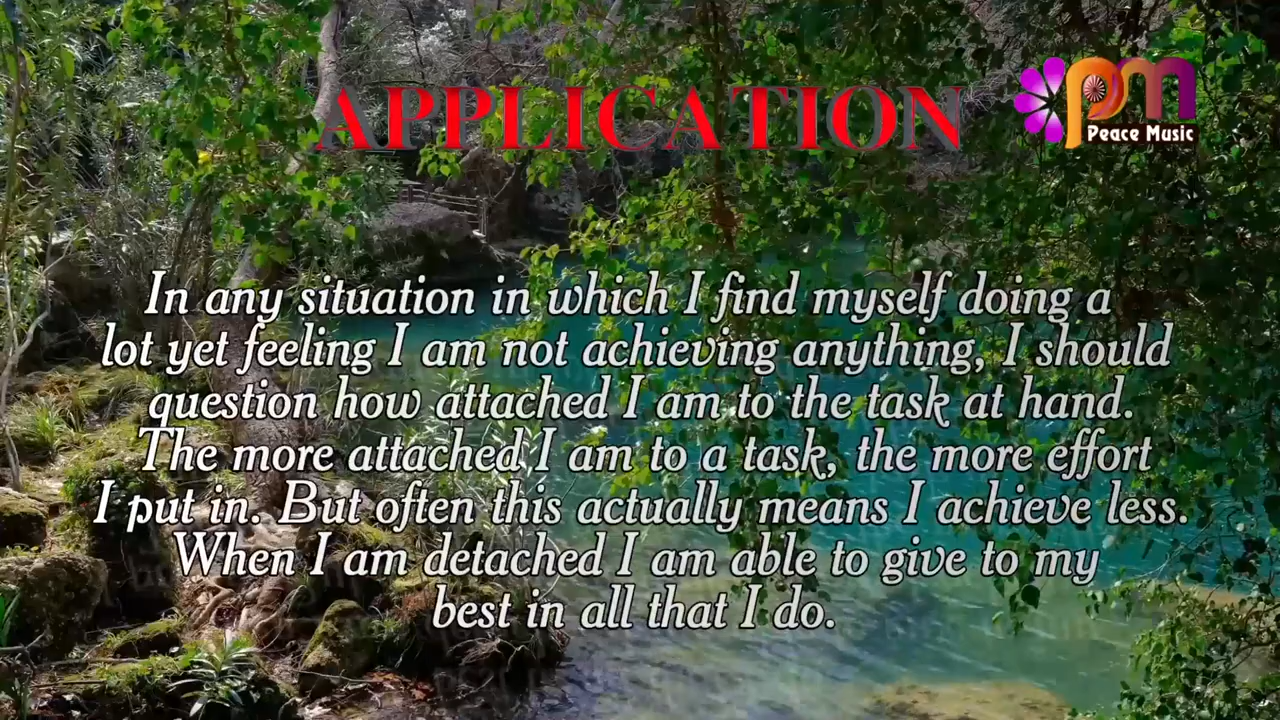 APPLICATION
pm
Peace Music
In any situation in which I find myself doing a
lot yet feeling I am not achieving anything, I should
question how attached I am to the task at hand.
The more attached I am to a task, the more effort
I put in. But often this actually means I achieve less.
When I am detached I am able to give to my
best in all that I do.